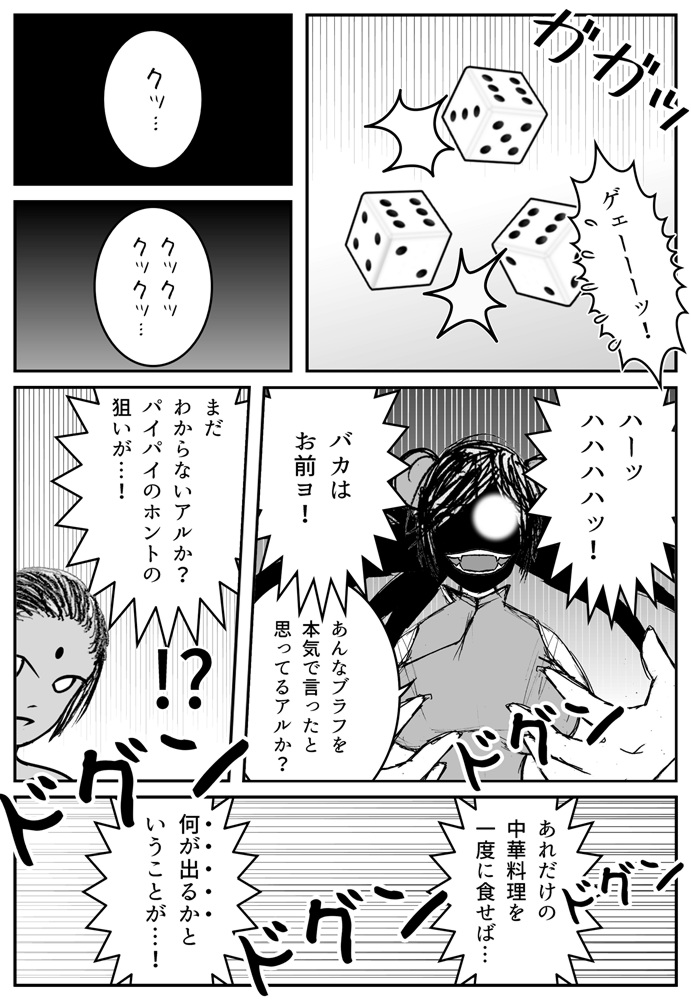 ガガガッ
ゲェーーーッ！
クッ…
クックッ
クックッ…
ハーッ
ハハハハッ！
バカは
お前ヨ！
あんなブラフを
本気で言ったと
思ってるアルか？
ドグン
まだ
わからないアルか？
パイパイのホントの
狙いが…！
!?
ドグン
あれだけの
中華料理を
一度に食せば…
ドグン
ドグン
何が出るかと
いうことが…！